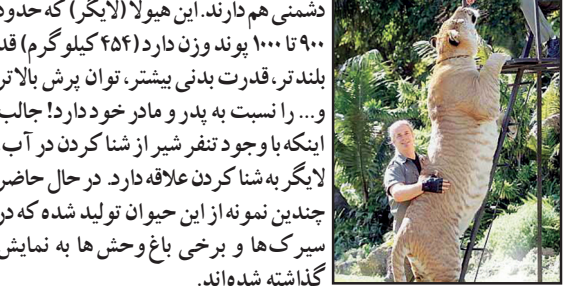 دشمنی هم دارند. این هیولا (لایگر) که حدود
۹۰۰ تا ۱۰۰۰ پوند وزن دارد (۴۵۴ کیلو گرم) قد
بلندتر، قدرت بدنی بیشتر، توان پرش بالاتر
و... را نسبت به پدر و مادر خود دارد! جالب
اینکه با وجود تنفر شیر از شنا کردن در آب
لایگر به شنا کردن علاقه دارد. در حال حاضر
چندین نمونه از این حیوان تولید شده که در
سیرک‌ها و برخی باغ وحش ها به نمایش
گذاشته شده‌اند.